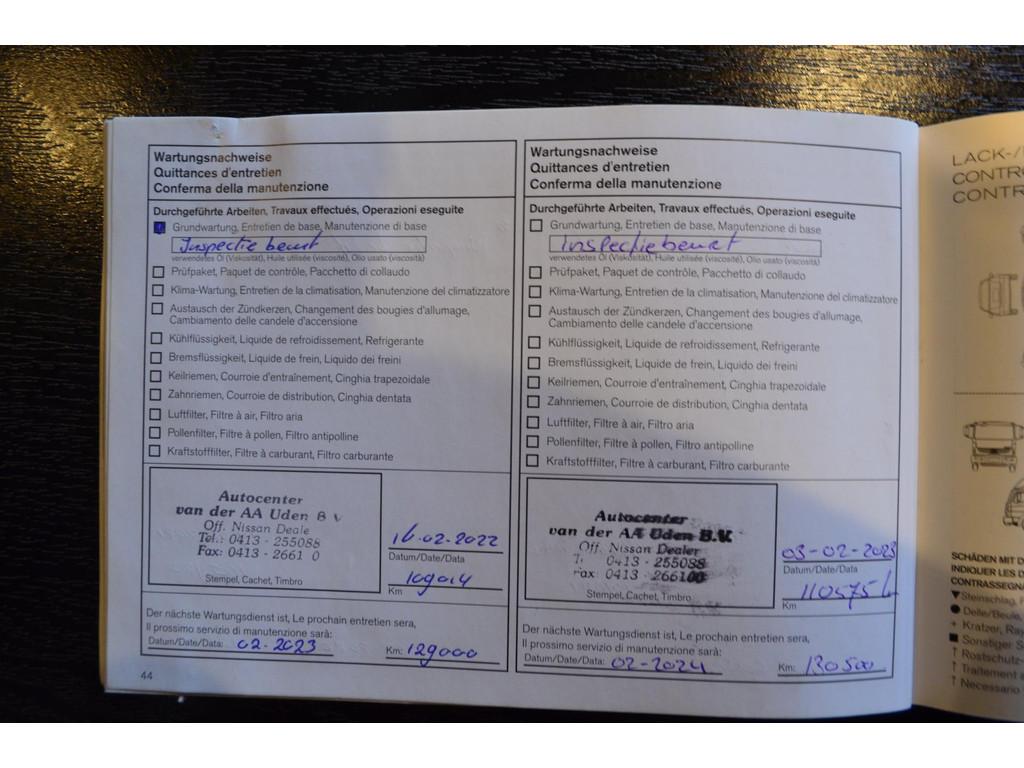 Wartungsnachweise
Quittances d'entretien
Conferma della manutenzione
Durchgeführte Arbeiten, Travaux effectués, Operazioni eseguite
Grundwartung, Entretien de base, Manutenzione di base
Inspectie beurt
verwendetes Öl (Viskosität), Huile utilisée (viscosité), Olio usato (viscosità)
Prüfpaket, Paquet de contrôle, Pacchetto di collaudo
Klima-Wartung, Entretien de la climatisation, Manutenzione del climatizzatore
Austausch der Zündkerzen, Changement des bougies d'allumage,
Cambiamento delle candele d'accensione
Kühlflüssigkeit, Liquide de refroidissement, Refrigerante
Bremsflüssigkeit, Liquide de frein, Liquido dei freini
Keilriemen, Courroie d'entraînement, Cinghia trapezoidale
Zahnriemen, Courroie de distribution, Cinghia dentata
Luftfilter, Filtre à air, Filtro aria
Pollenfilter, Filtre à pollen, Filtro antipolline
Kraftstofffilter, Filtre à carburant, Filtro carburante
Autocenter
van der AA Uden B V
Off. Nissan Deale
Tel.: 0413 - 255088
Fax: 0413 - 2661 0
Stempel, Cachet, Timbro
16-02-2022
Datum/Date/Data
109014
Km
Der nächste Wartungsdienst ist, Le prochain entretien sera,
Il prossimo servizio di manutenzione sarà:
Datum/Date/Data: 02-2023 Km: 129000
44
Wartungsnachweise
Quittances d'entretien
Conferma della manutenzione
Durchgeführte Arbeiten, Travaux effectués, Operazioni eseguite
Grundwartung, Entretien de base, Manutenzione di base
Inspectiebeurt
verwendetes Öl (Viskosität), Huile utilisée (viscosité), Olio usato (viscosità)
Prüfpaket, Paquet de contrôle, Pacchetto di collaudo
Klima-Wartung, Entretien de la climatisation, Manutenzione del climatizzatore
Austausch der Zündkerzen, Changement des bougies d'allumage,
Cambiamento delle candele d'accensione
Kühlflüssigkeit, Liquide de refroidissement, Refrigerante
Bremsflüssigkeit, Liquide de frein, Liquido dei freini
Keilriemen, Courroie d'entraînement, Cinghia trapezoidale
Zahnriemen, Courroie de distribution, Cinghia dentata
Luftfilter, Filtre à air, Filtro aria
Pollenfilter, Filtre à pollen, Filtro antipolline
Kraftstofffilter, Filtre à carburant, Filtro carburante
Autocenter
van der AA Uden B.V.
Off. Nissan Dealer
0413 - 255088
Fax: 0413 - 266100
Stempel, Cachet, Timbro
03-02-2023
Datum/Date/Data
Km
Der nächste Wartungsdienst ist, Le prochain entretien sera,
Il prossimo servizio di manutenzione sarà:
Datum/Date/Data: 02-2024 Km: 130500
LACK-/
CONTR
CONTR
SCHÄDEN MIT D
INDIQUER LES D
CONTRASSEGNA
Steinschlag,
Delle/Beule,
+ Kratzer, Ra
Sonstiger S
↑ Rostschutz-
↑ Traitement a
↑ Necessario